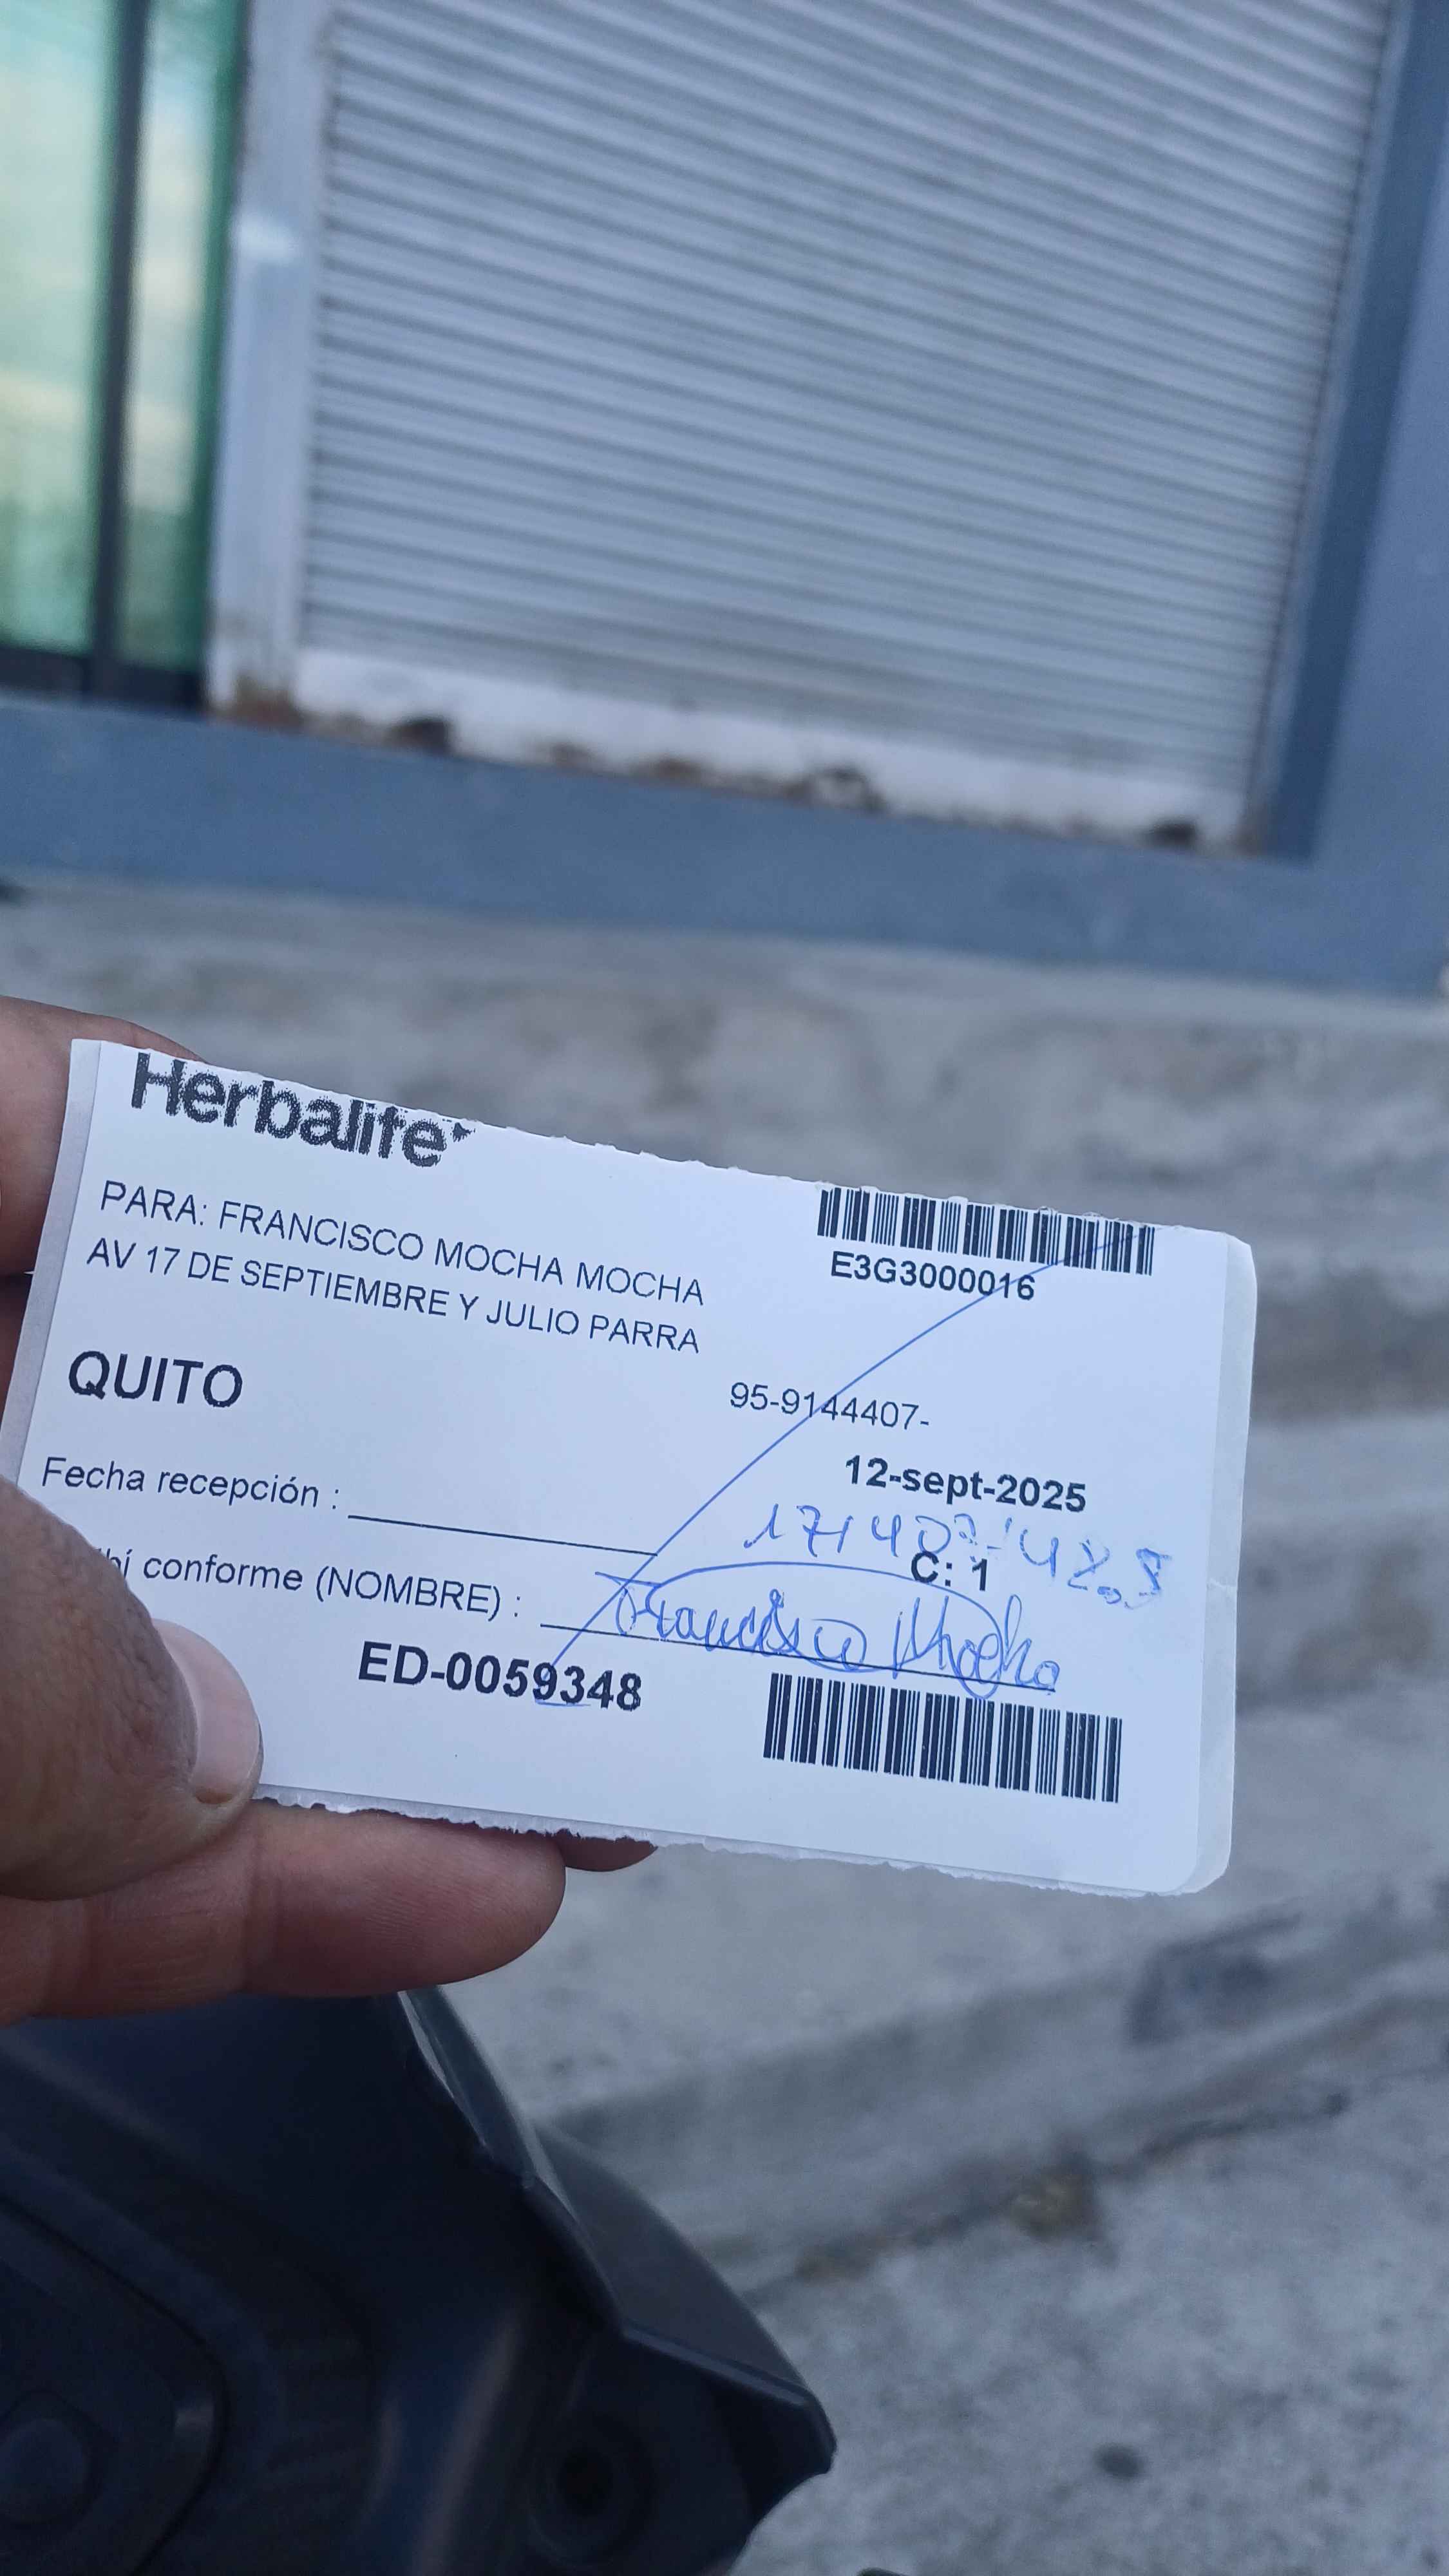 Herbalife
PARA: FRANCISCO MOCHA MOCHA
AV 17 DE SEPTIEMBRE Y JULIO PARRA
E3G3000016
QUITO
95-9144407-
12-sept-2025
Fecha recepción :
C: 1
bí conforme (NOMBRE) : Francisco Mocha
ED-0059348